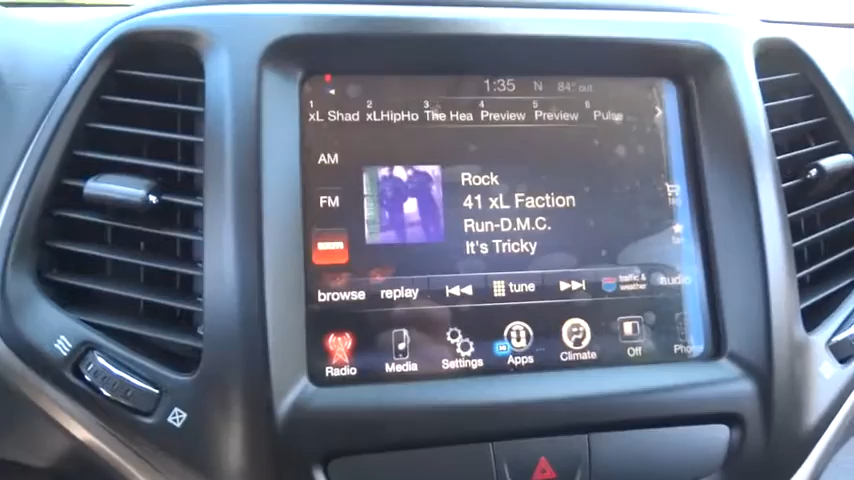 1:35 N 84° out
1 2 3 4 5 6
xL Shad xLHipHo The Hea Preview Preview Pulse
AM
FM
Rock
41 xL Faction
Run-D.M.C.
It's Tricky
tag
fan
browse replay tune traffic & weather audio
Radio Media Settings Apps Climate Off Phone